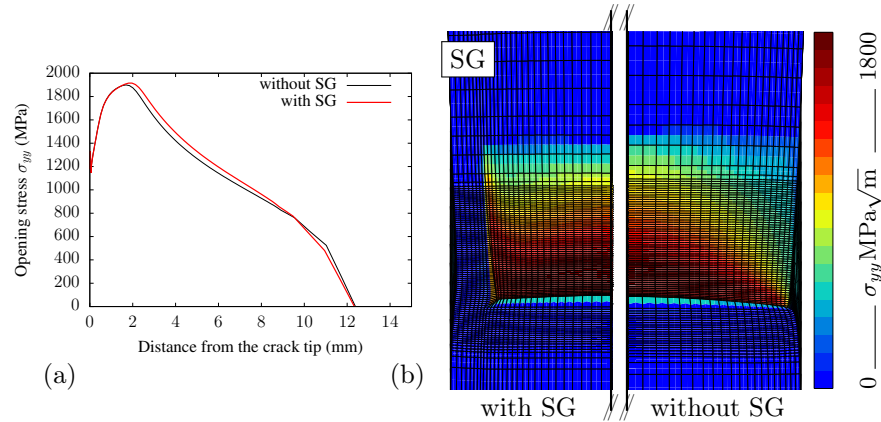 2000
1800
1600
1400
1200
1000
800
600
400
200
0
Opening stress σyy (MPa)
without SG
with SG
0 2 4 6 8 10 12 14
Distance from the crack tip (mm)
(a)
SG
with SG
without SG
(b)
0 σyy MPa√m 1800